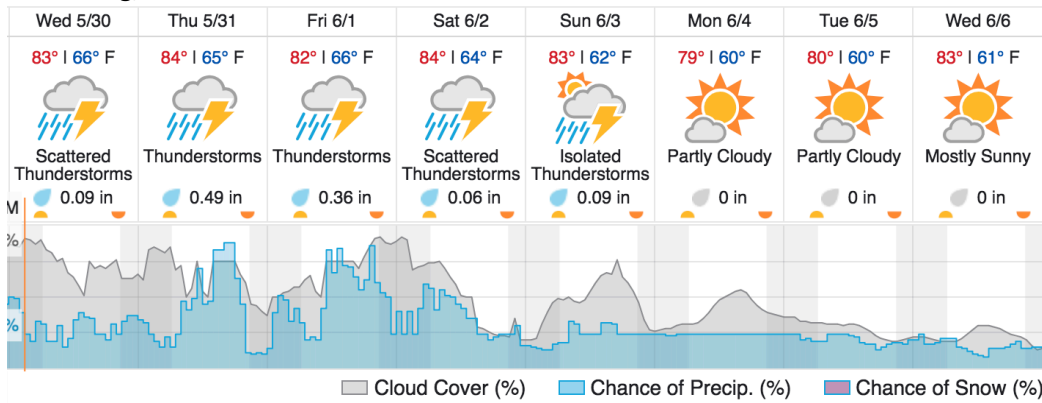 Wed 5/30 Thu 5/31 Fri 6/1 Sat 6/2 Sun 6/3 Mon 6/4 Tue 6/5 Wed 6/6
83° | 66° F 84° | 65° F 82° | 66° F 84° | 64° F 83° | 62° F 79° | 60° F 80° | 60° F 83° | 61° F
Scattered Thunderstorms Thunderstorms Scattered Isolated Partly Cloudy Partly Cloudy Mostly Sunny
Thunderstorms Thunderstorms Thunderstorms
0.09 in 0.49 in 0.36 in 0.06 in 0.09 in 0 in 0 in 0 in
M
%
%
Cloud Cover (%) Chance of Precip. (%) Chance of Snow (%)